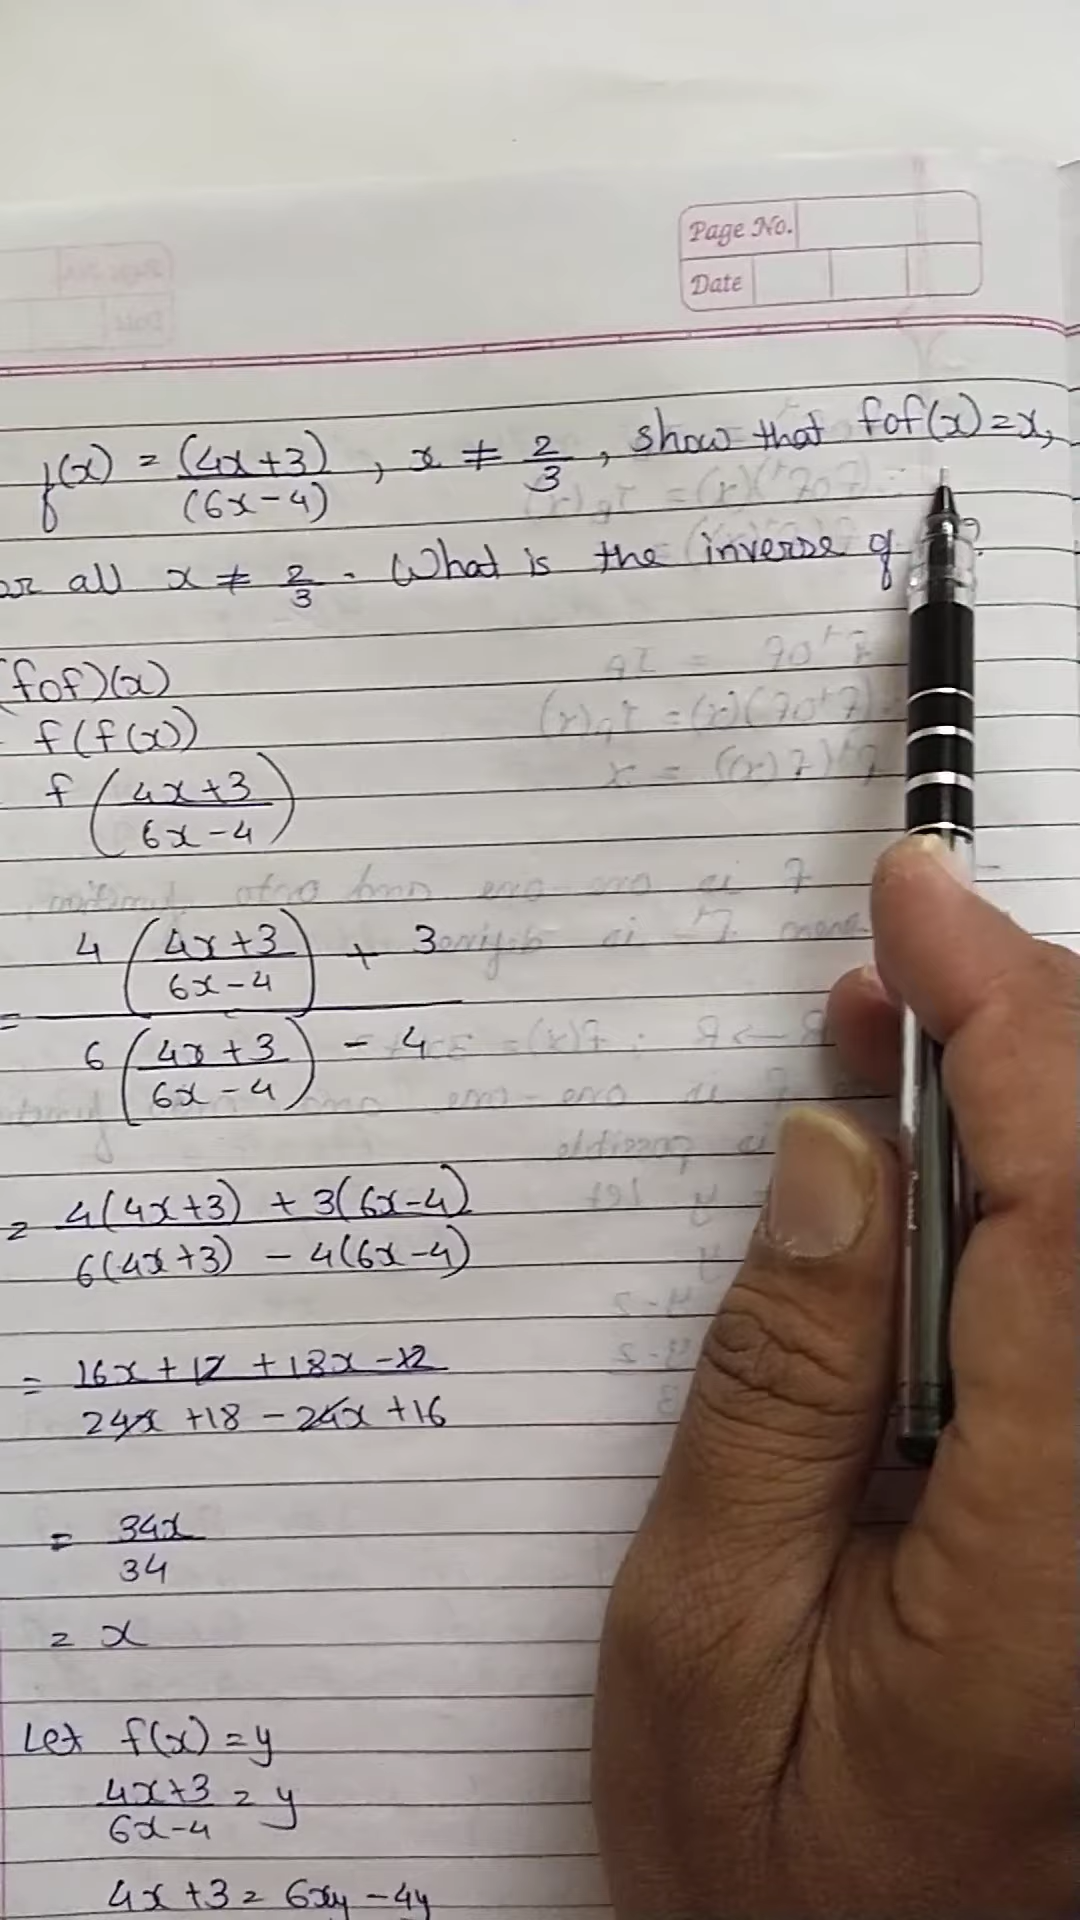 Page No.
Date
f(x) = (4x+3)/(6x-4), x ≠ 2/3, show that fof(x)=x,
all x ≠ 2/3. What is the inverse of ?
(fof)(x)
f(f(x))
f((4x+3)/(6x-4))
= (4((4x+3)/(6x-4)) + 3)/(6((4x+3)/(6x-4)) - 4)
= (4(4x+3) + 3(6x-4))/(6(4x+3) - 4(6x-4))
= (16x+12+18x-12)/(24x+18-24x+16)
= 34x/34
= x
Let f(x)=y
(4x+3)/(6x-4) = y
4x+3 = 6xy-4y